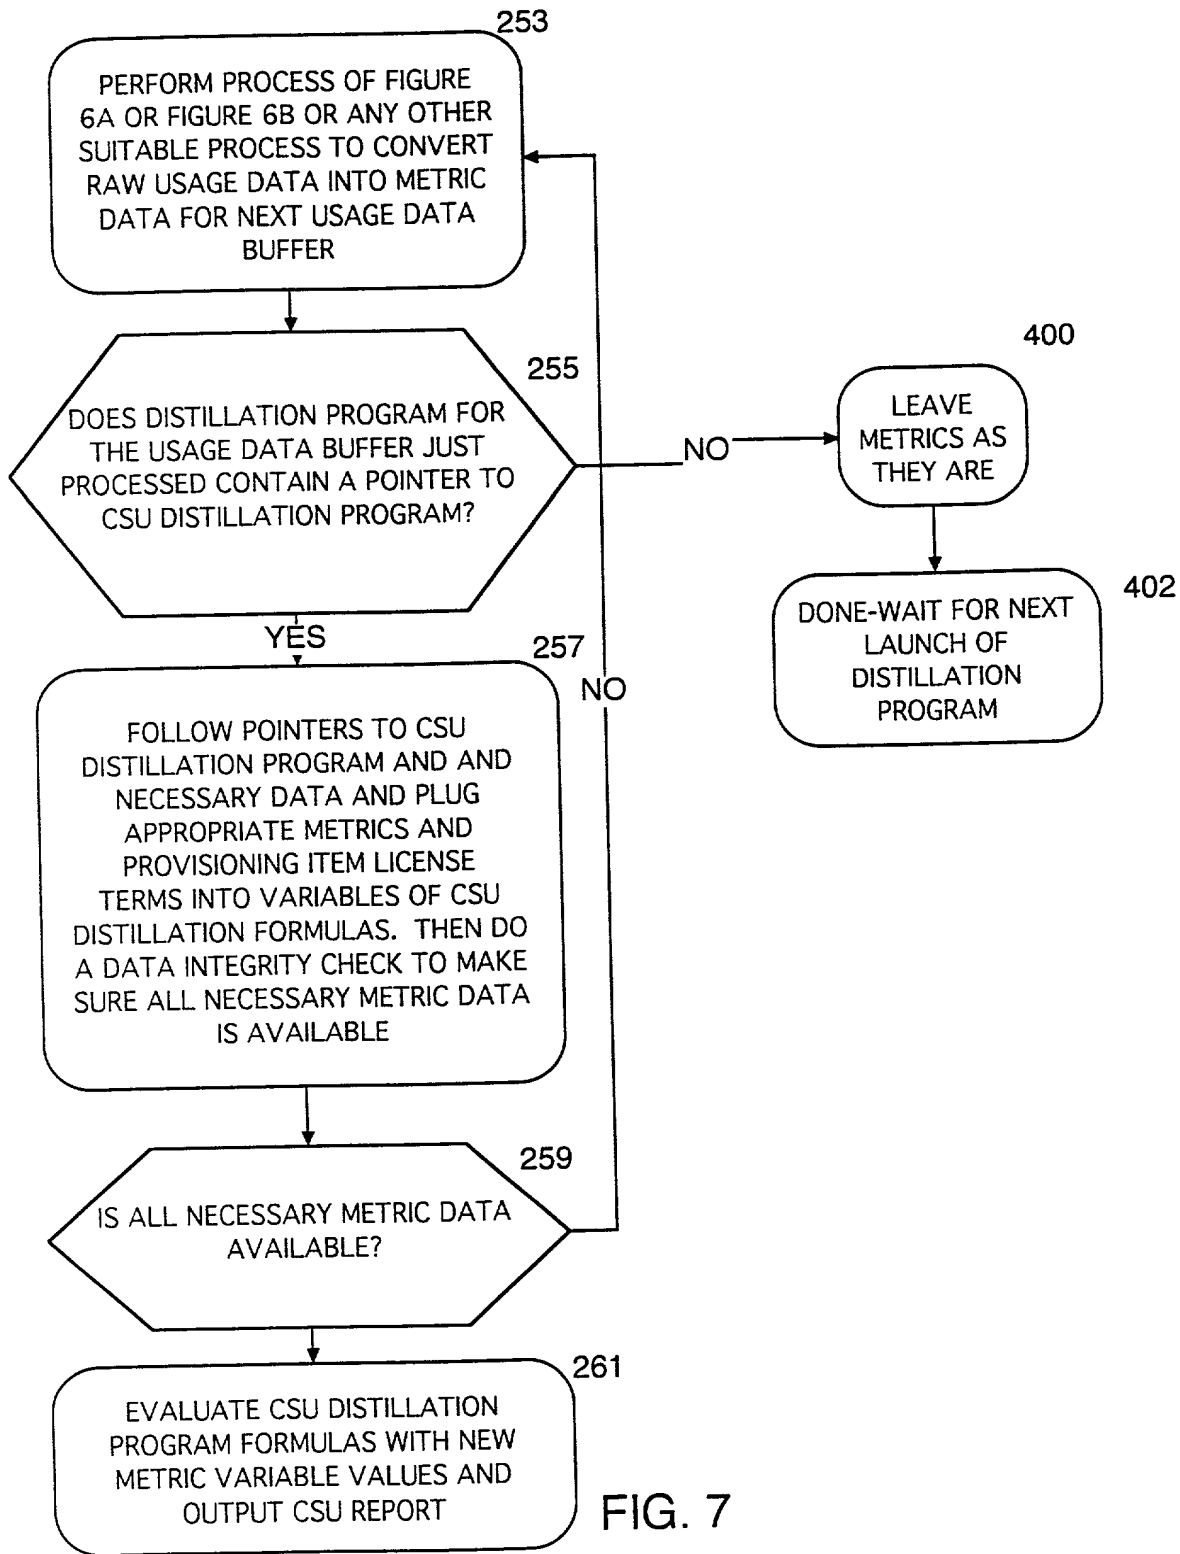 253
PERFORM PROCESS OF FIGURE
6A OR FIGURE 6B OR ANY OTHER
SUITABLE PROCESS TO CONVERT
RAW USAGE DATA INTO METRIC
DATA FOR NEXT USAGE DATA
BUFFER
255
DOES DISTILLATION PROGRAM FOR
THE USAGE DATA BUFFER JUST
PROCESSED CONTAIN A POINTER TO
CSU DISTILLATION PROGRAM?
NO
400
LEAVE
METRICS AS
THEY ARE
402
DONE-WAIT FOR NEXT
LAUNCH OF
DISTILLATION
PROGRAM
YES
257
NO
FOLLOW POINTERS TO CSU
DISTILLATION PROGRAM AND AND
NECESSARY DATA AND PLUG
APPROPRIATE METRICS AND
PROVISIONING ITEM LICENSE
TERMS INTO VARIABLES OF CSU
DISTILLATION FORMULAS. THEN DO
A DATA INTEGRITY CHECK TO MAKE
SURE ALL NECESSARY METRIC DATA
IS AVAILABLE
259
IS ALL NECESSARY METRIC DATA
AVAILABLE?
261
EVALUATE CSU DISTILLATION
PROGRAM FORMULAS WITH NEW
METRIC VARIABLE VALUES AND
OUTPUT CSU REPORT
FIG. 7